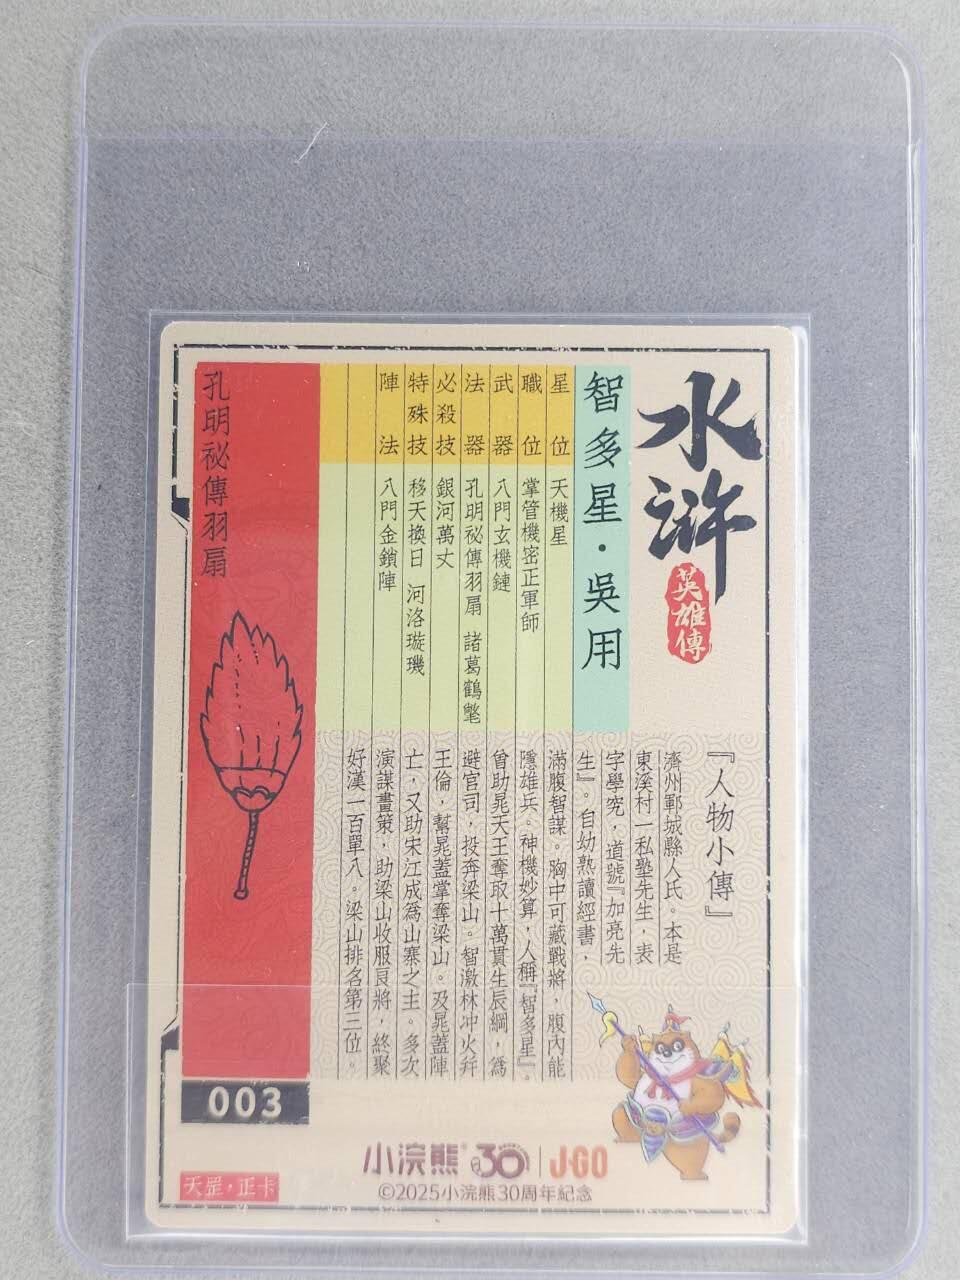 水滸
英雄傳
智多星·吳用
星位 天機星
職位 掌管機密正軍師
武器 八門玄機鏈
法器 孔明祕傳羽扇 諸葛鶴氅
必殺技 銀河萬丈
特殊技 移天換日 河洛璇璣
陣法 八門金鎖陣
孔明祕傳羽扇
『人物小傳』
濟州鄆城縣人氏。本是
東溪村一私塾先生，表
字學究，道號『加亮先
生』。自幼熟讀經書，
滿腹智謀。胸中可藏戰將，腹內能
隱雄兵。神機妙算，人稱『智多星』。
曾助晁天王奪取十萬貫生辰綱，為
避官司，投奔梁山。智激林冲火并
王倫，幫晁蓋掌奪梁山。及晁蓋陣
亡，又助宋江成為山寨之主。多次
演謀畫策，助梁山收服良將，終聚
好漢一百單八。梁山排名第三位。
003
天罡·正卡
小浣熊 30 J·GO
©2025小浣熊30周年紀念